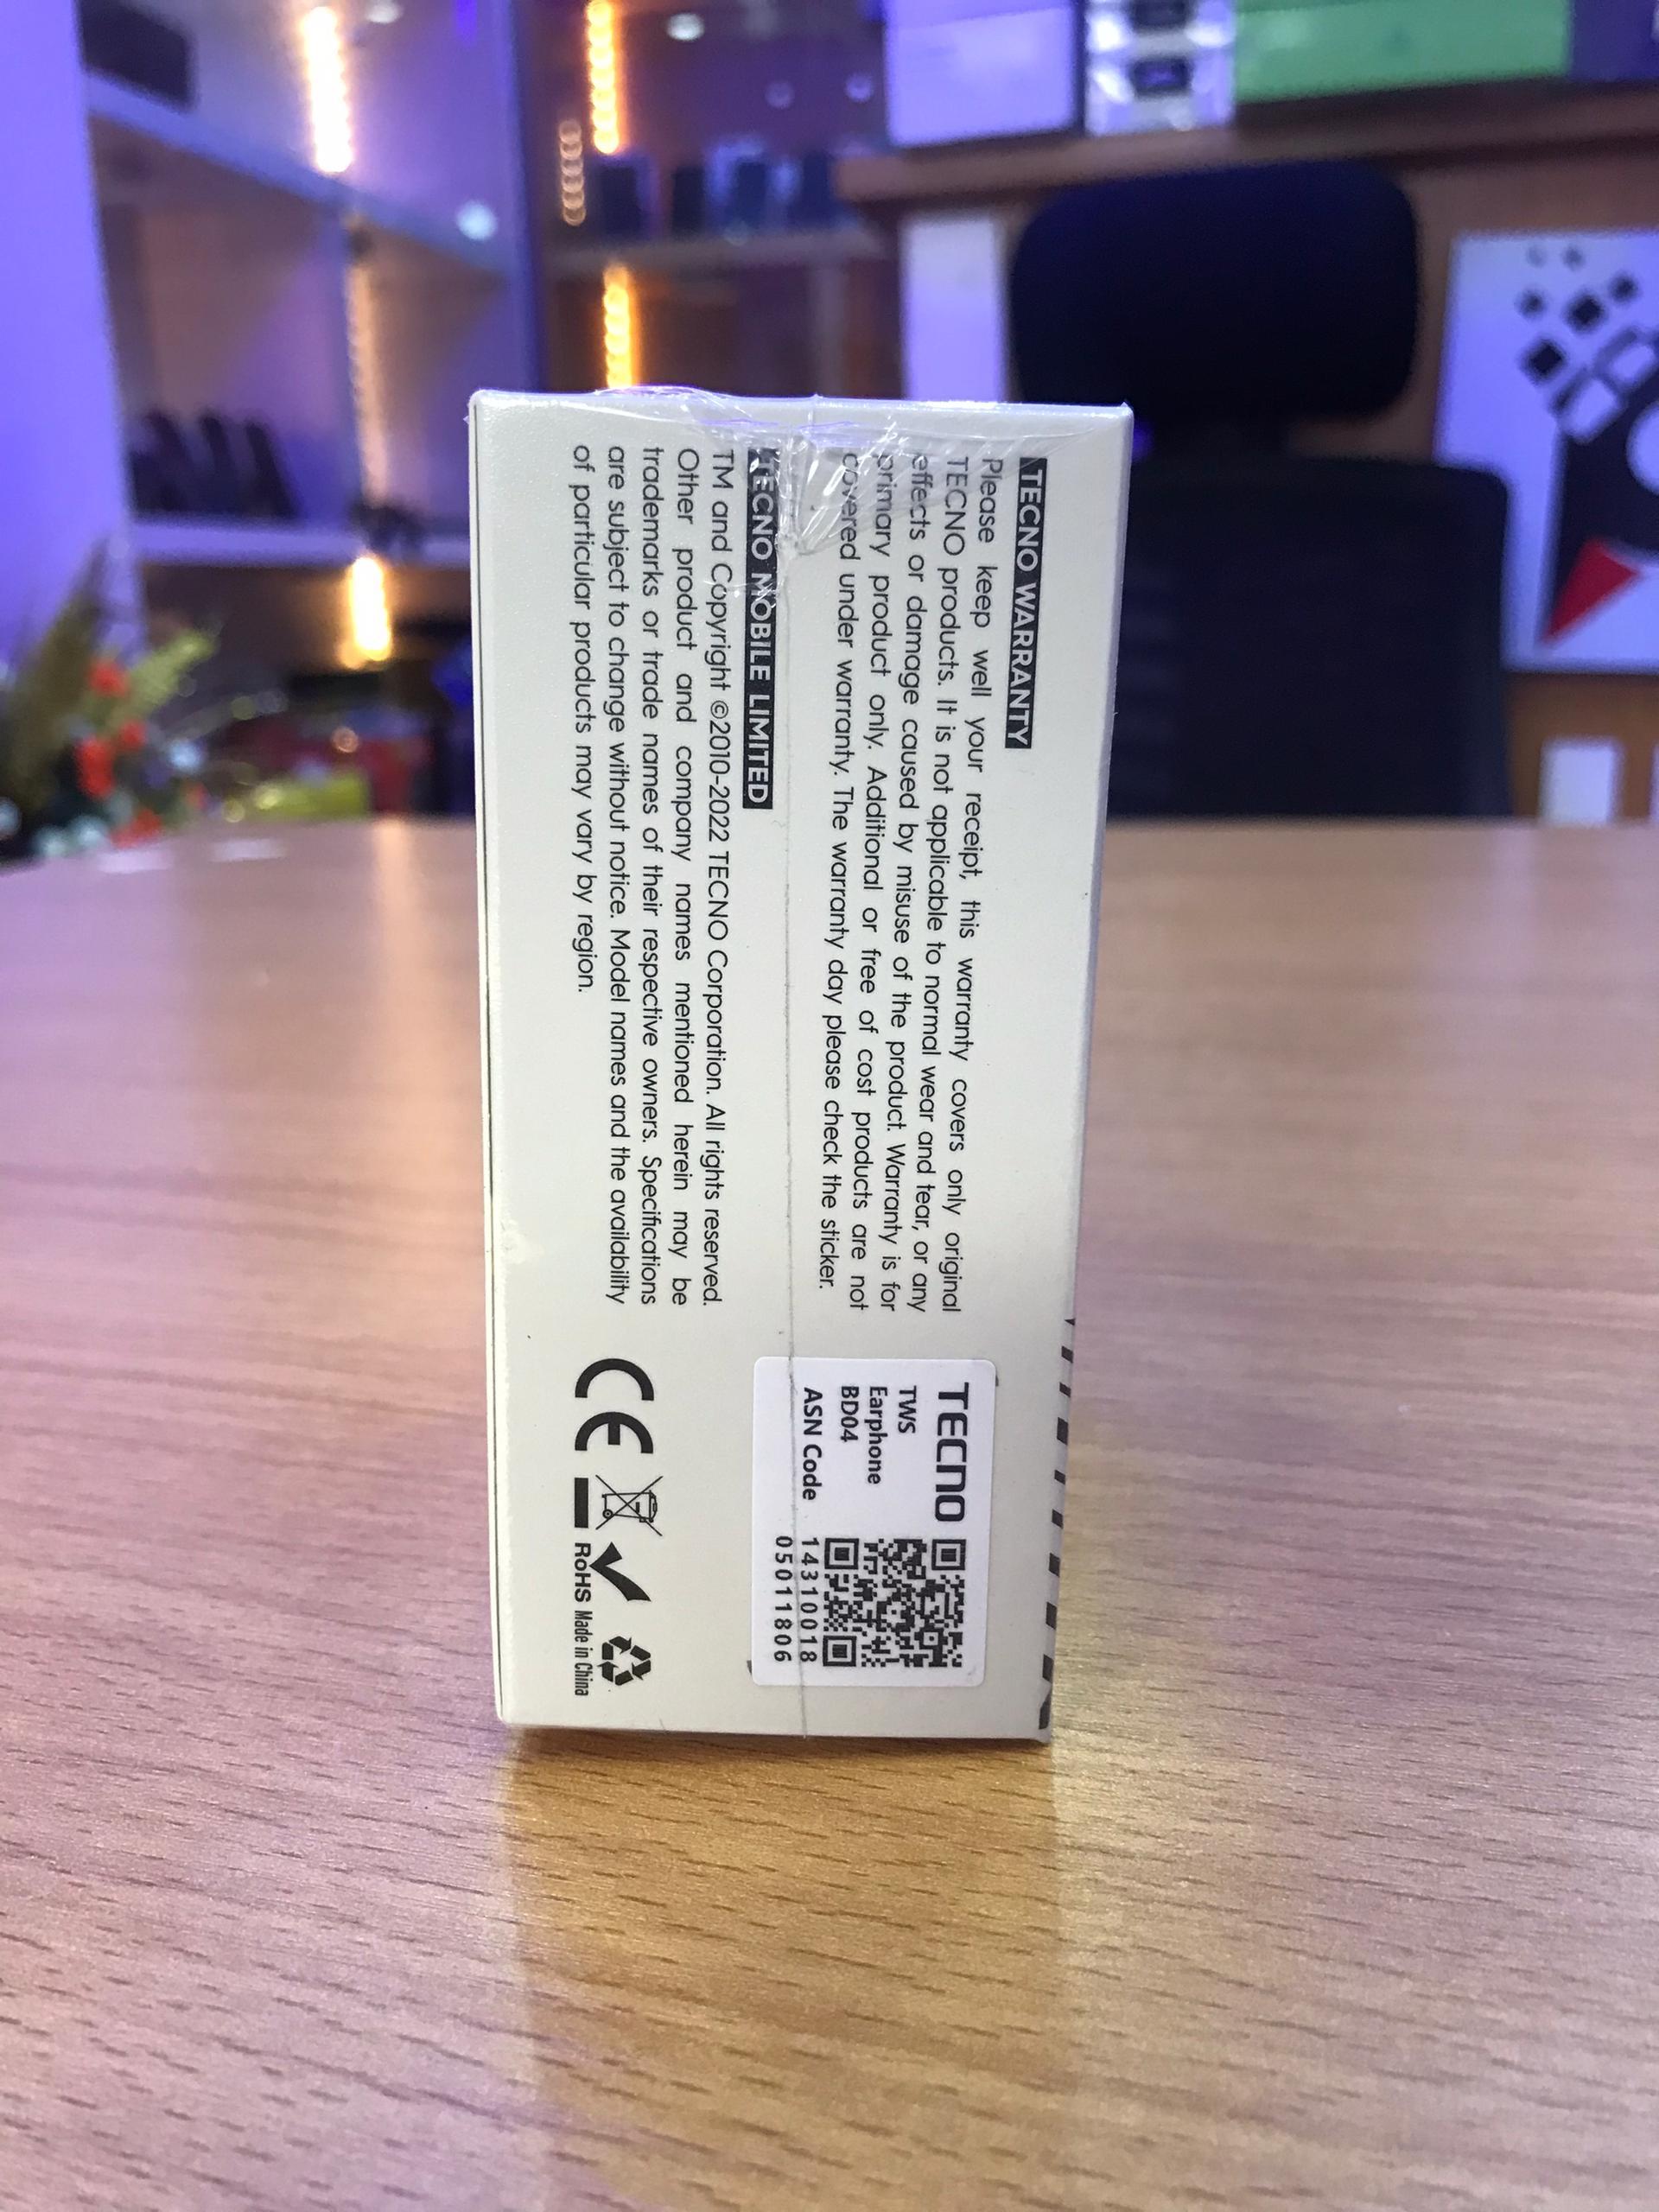 TECNO WARRANTY
Please keep well your receipt, this warranty covers only original
TECNO products. It is not applicable to normal wear and tear, or any
effects or damage caused by misuse of the product. Warranty is for
primary product only. Additional or free of cost products are not
covered under warranty. The warranty day please check the sticker.
TECNO MOBILE LIMITED
TM and Copyright ©2010-2022 TECNO Corporation. All rights reserved.
Other product and company names mentioned herein may be
trademarks or trade names of their respective owners. Specifications
are subject to change without notice. Model names and the availability
of particular products may vary by region.
TECNO
TWS
Earphone
BD04
ASN Code
14310018
05011806
CE
RoHS Made in China